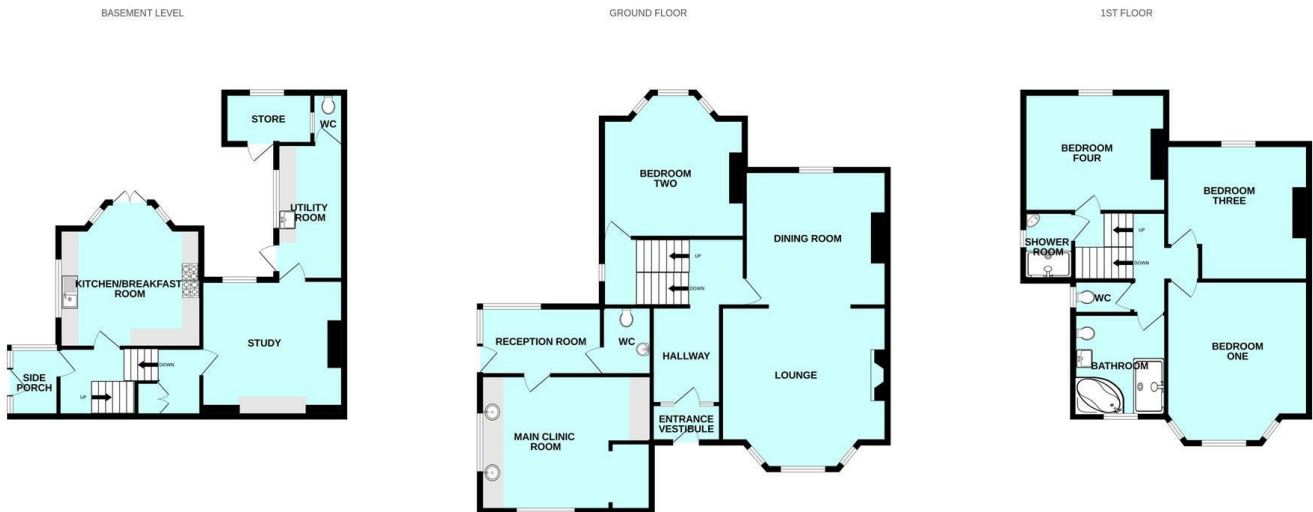 BASEMENT LEVEL
GROUND FLOOR
1ST FLOOR
STORE
WC
UTILITY
ROOM
KITCHEN/BREAKFAST
ROOM
STUDY
SIDE
PORCH
DOWN
UP
BEDROOM
TWO
DINING ROOM
UP
DOWN
RECEPTION ROOM
WC
HALLWAY
LOUNGE
ENTRANCE
VESTIBULE
MAIN CLINIC
ROOM
BEDROOM
FOUR
BEDROOM
THREE
SHOWER
ROOM
UP
DOWN
WC
BATHROOM
BEDROOM
ONE